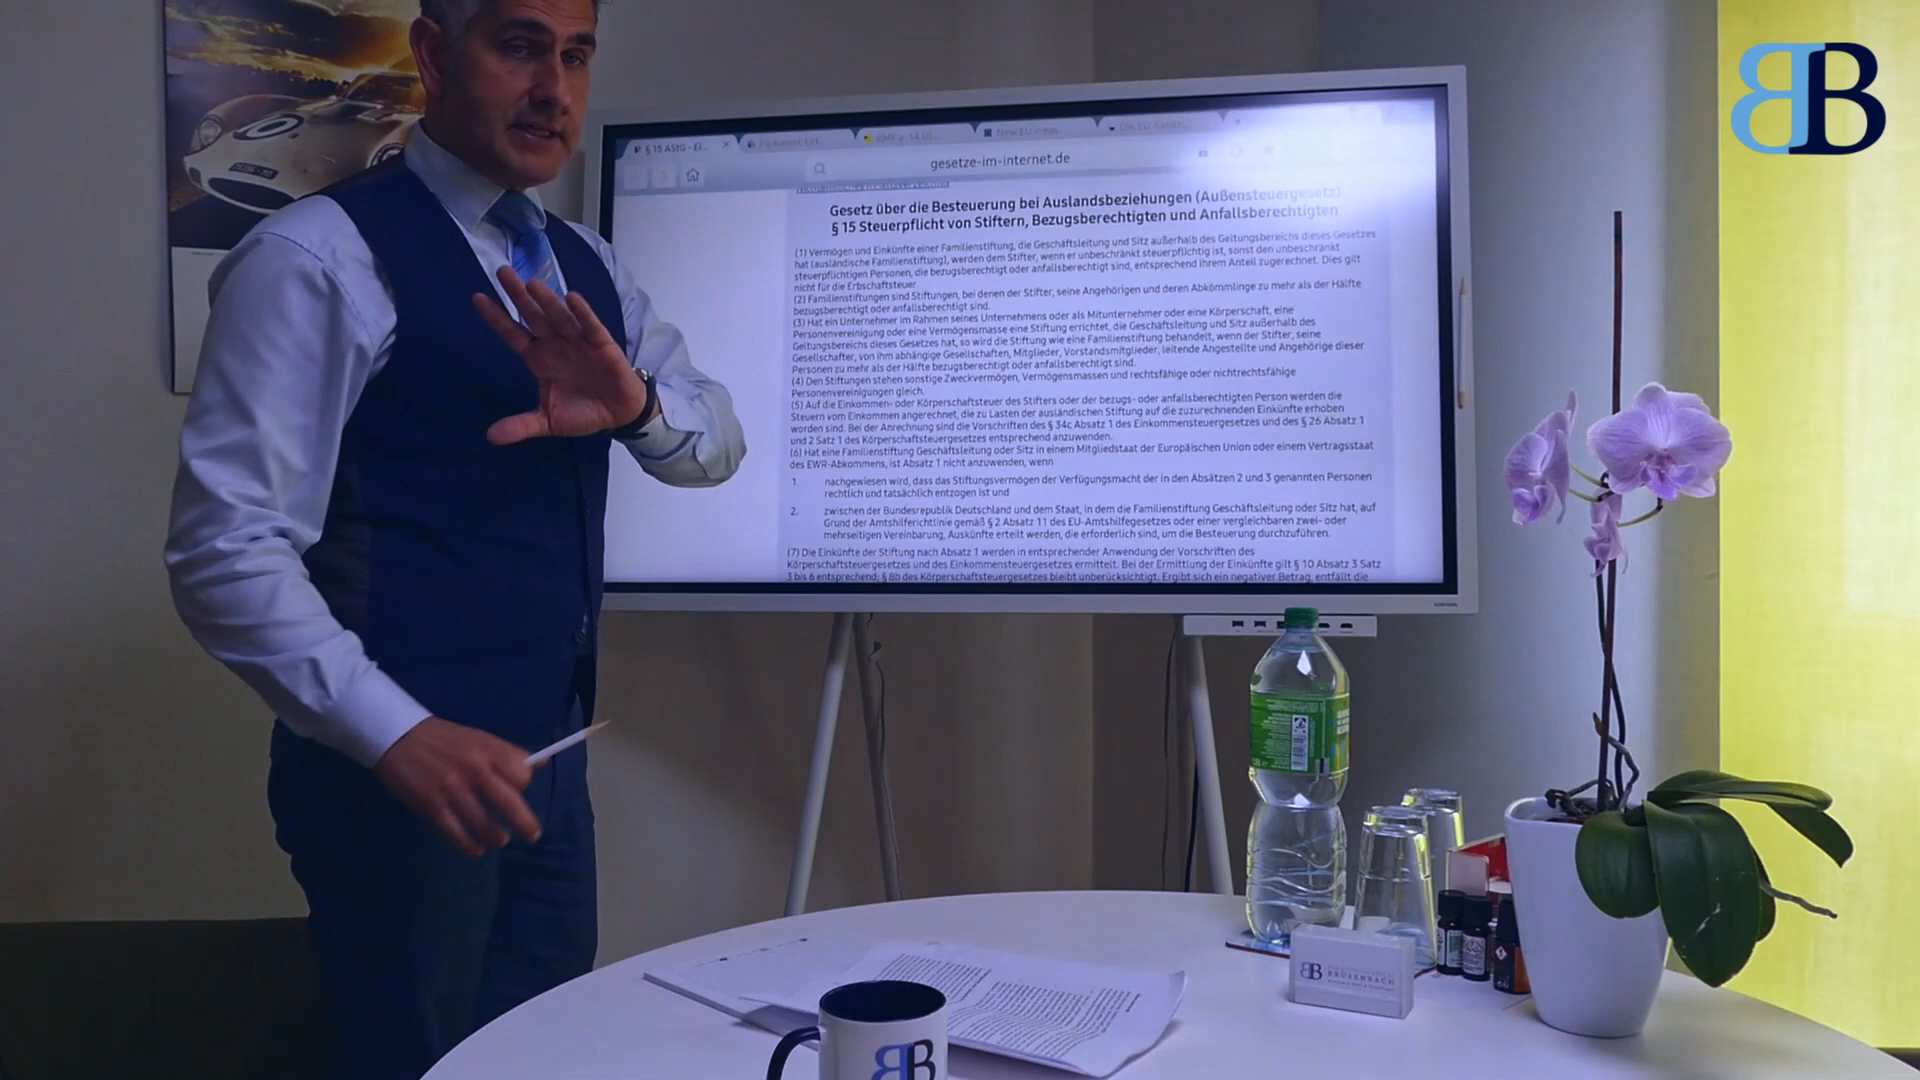 BB
§ 15 AStG - Ei...
BMF v. 14.05...
New EU
gesetze-im-internet.de
Gesetz über die Besteuerung bei Auslandsbeziehungen (Außensteuergesetz)
§ 15 Steuerpflicht von Stiftern, Bezugsberechtigten und Anfallsberechtigten
(1) Vermögen und Einkünfte einer Familienstiftung, die Geschäftsleitung und Sitz außerhalb des Geltungsbereichs dieses Gesetzes
hat (ausländische Familienstiftung), werden dem Stifter, wenn er unbeschränkt steuerpflichtig ist, sonst den unbeschränkt
steuerpflichtigen Personen, die bezugsberechtigt oder anfallsberechtigt sind, entsprechend ihrem Anteil zugerechnet. Dies gilt
nicht für die Erbschaftsteuer
(2) Familienstiftungen sind Stiftungen, bei denen der Stifter, seine Angehörigen und deren Abkömmlinge zu mehr als der Hälfte
bezugsberechtigt oder anfallsberechtigt sind.
(3) Hat ein Unternehmer im Rahmen seines Unternehmens oder als Mitunternehmer oder eine Körperschaft, eine
Personenvereinigung oder eine Vermögensmasse eine Stiftung errichtet, die Geschäftsleitung und Sitz außerhalb des
Geltungsbereichs dieses Gesetzes hat, so wird die Stiftung wie eine Familienstiftung behandelt, wenn der Stifter, seine
Gesellschafter, von ihm abhängige Gesellschaften, Mitglieder, Vorstandsmitglieder, leitende Angestellte und Angehörige dieser
Personen zu mehr als der Hälfte bezugsberechtigt oder anfallsberechtigt sind.
(4) Den Stiftungen stehen sonstige Zweckvermögen, Vermögensmassen und rechtsfähige oder nichtrechtsfähige
Personenvereinigungen gleich.
(5) Auf die Einkommen- oder Körperschaftsteuer des Stifters oder der bezugs- oder anfallsberechtigten Person werden die
Steuern vom Einkommen angerechnet, die zu Lasten der ausländischen Stiftung auf die zuzurechnenden Einkünfte erhoben
worden sind. Bei der Anrechnung sind die Vorschriften des § 34c Absatz 1 des Einkommensteuergesetzes und des § 26 Absatz 1
und 2 Satz 1 des Körperschaftsteuergesetzes entsprechend anzuwenden.
(6) Hat eine Familienstiftung Geschäftsleitung oder Sitz in einem Mitgliedstaat der Europäischen Union oder einem Vertragsstaat
des EWR-Abkommens, ist Absatz 1 nicht anzuwenden, wenn
1. nachgewiesen wird, dass das Stiftungsvermögen der Verfügungsmacht der in den Absätzen 2 und 3 genannten Personen
rechtlich und tatsächlich entzogen ist und
2. zwischen der Bundesrepublik Deutschland und dem Staat, in dem die Familienstiftung Geschäftsleitung oder Sitz hat, auf
Grund der Amtshilferichtlinie gemäß § 2 Absatz 11 des EU-Amtshilfegesetzes oder einer vergleichbaren zwei- oder
mehrseitigen Vereinbarung, Auskünfte erteilt werden, die erforderlich sind, um die Besteuerung durchzuführen.
(7) Die Einkünfte der Stiftung nach Absatz 1 werden in entsprechender Anwendung der Vorschriften des
Körperschaftsteuergesetzes und des Einkommensteuergesetzes ermittelt. Bei der Ermittlung der Einkünfte gilt § 10 Absatz 3 Satz
3 bis 6 entsprechend; § 8b des Körperschaftsteuergesetzes bleibt unberücksichtigt. Ergibt sich ein negativer Betrag, entfällt die
BB
BRUSENBACH
BB